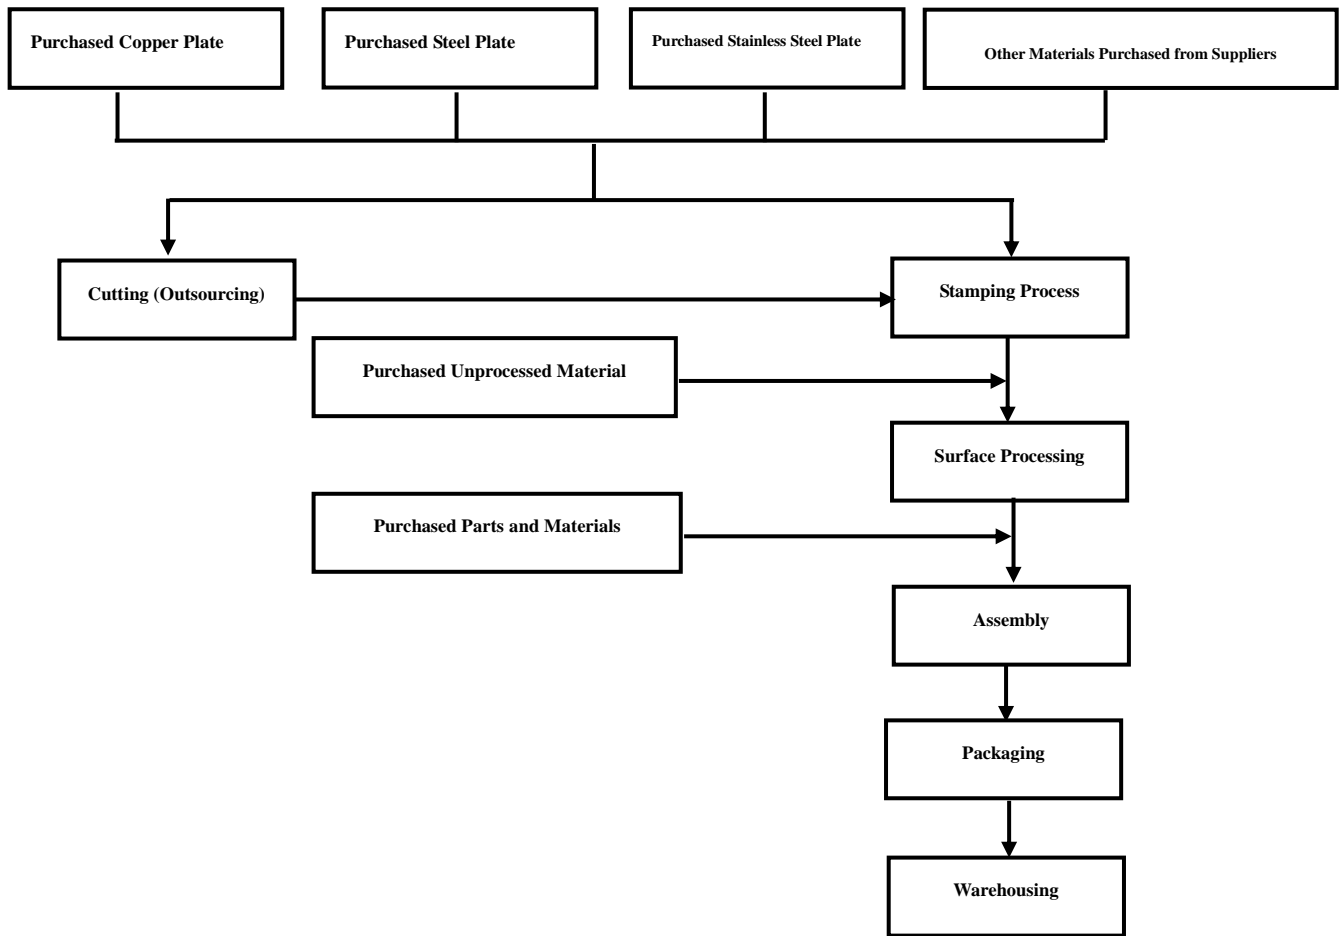 Purchased Copper Plate
Purchased Steel Plate
Purchased Stainless Steel Plate
Other Materials Purchased from Suppliers
Cutting (Outsourcing)
Stamping Process
Purchased Unprocessed Material
Surface Processing
Purchased Parts and Materials
Assembly
Packaging
Warehousing